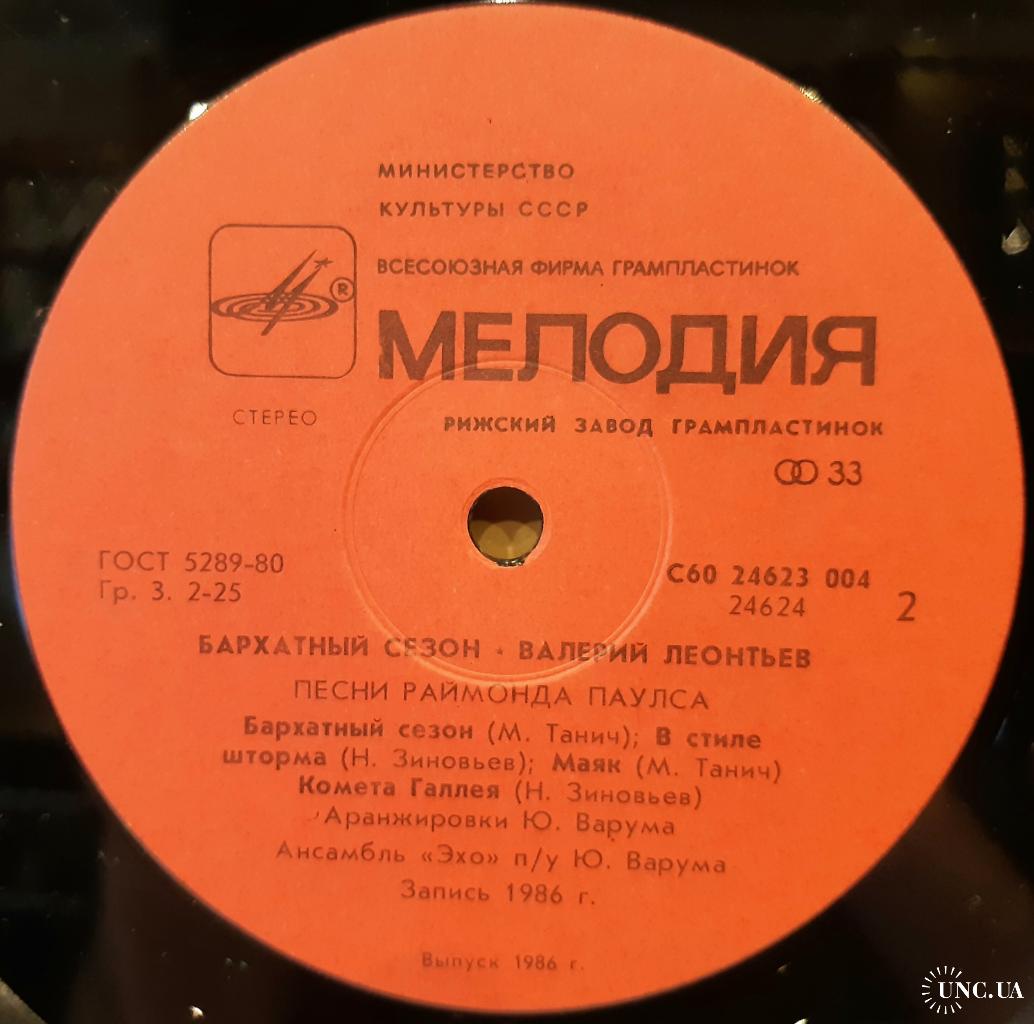 МИНИСТЕРСТВО
КУЛЬТУРЫ СССР
ВСЕСОЮЗНАЯ ФИРМА ГРАМПЛАСТИНОК
®
МЕЛОДИЯ
СТЕРЕО
РИЖСКИЙ ЗАВОД ГРАМПЛАСТИНОК
33
ГОСТ 5289-80
Гр. 3. 2-25
С60 24623 004
24624
2
БАРХАТНЫЙ СЕЗОН • ВАЛЕРИЙ ЛЕОНТЬЕВ
ПЕСНИ РАЙМОНДА ПАУЛСА
Бархатный сезон (М. Танич); В стиле
шторма (Н. Зиновьев); Маяк (М. Танич)
Комета Галлея (Н. Зиновьев)
Аранжировки Ю. Варума
Ансамбль «Эхо» п/у Ю. Варума
Запись 1986 г.
Выпуск 1986 г.
UNC.UA